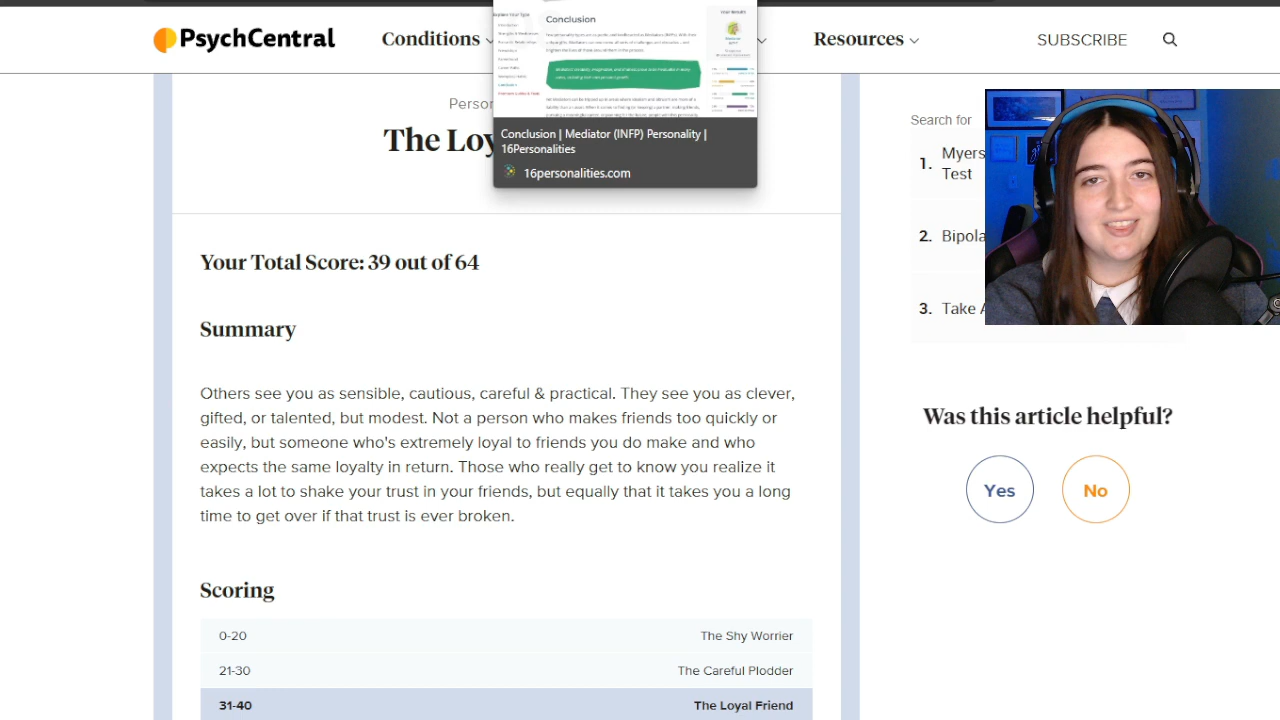 PsychCentral
Conditions
Resources
SUBSCRIBE
Conclusion
Conclusion | Mediator (INFP) Personality |
16Personalities
16personalities.com
The Loy
Your Total Score: 39 out of 64
Summary
Others see you as sensible, cautious, careful & practical. They see you as clever,
gifted, or talented, but modest. Not a person who makes friends too quickly or
easily, but someone who's extremely loyal to friends you do make and who
expects the same loyalty in return. Those who really get to know you realize it
takes a lot to shake your trust in your friends, but equally that it takes you a long
time to get over if that trust is ever broken.
Scoring
0-20 The Shy Worrier
21-30 The Careful Plodder
31-40 The Loyal Friend
Search for
1. Myers
Test
2. Bipola
3. Take A
Was this article helpful?
Yes
No